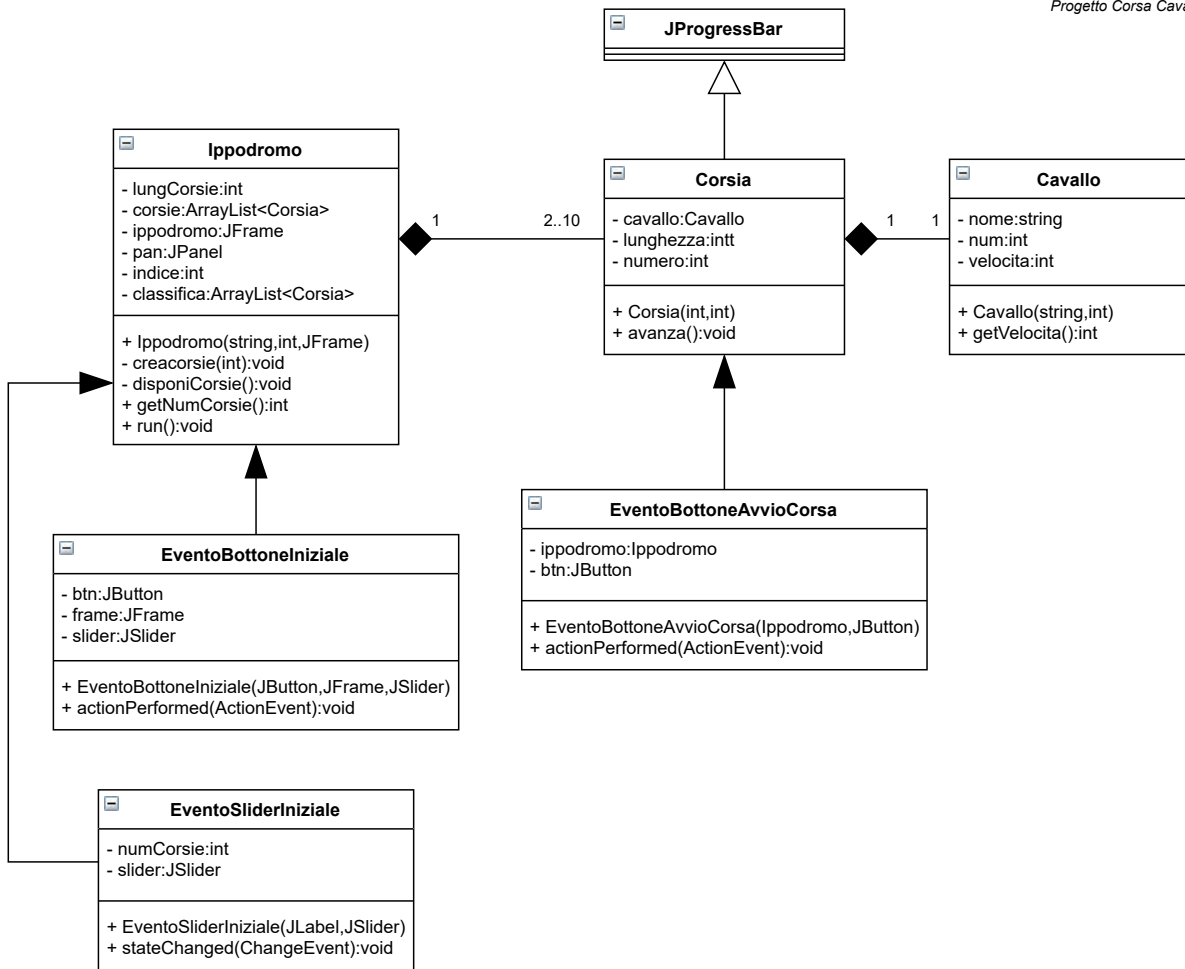 Progetto Corsa Cava
JProgressBar
Ippodromo
- lungCorsie:int
- corsie:ArrayList<Corsia>
- ippodromo:JFrame
- pan:JPanel
- indice:int
- classifica:ArrayList<Corsia>
+ Ippodromo(string,int,JFrame)
- creacorsie(int):void
- disponiCorsie():void
+ getNumCorsie():int
+ run():void
1
2..10
Corsia
- cavallo:Cavallo
- lunghezza:intt
- numero:int
+ Corsia(int,int)
+ avanza():void
1
1
Cavallo
- nome:string
- num:int
- velocita:int
+ Cavallo(string,int)
+ getVelocita():int
EventoBottoneIniziale
- btn:JButton
- frame:JFrame
- slider:JSlider
+ EventoBottoneIniziale(JButton,JFrame,JSlider)
+ actionPerformed(ActionEvent):void
EventoBottoneAvvioCorsa
- ippodromo:Ippodromo
- btn:JButton
+ EventoBottoneAvvioCorsa(Ippodromo,JButton)
+ actionPerformed(ActionEvent):void
EventoSliderIniziale
- numCorsie:int
- slider:JSlider
+ EventoSliderIniziale(JLabel,JSlider)
+ stateChanged(ChangeEvent):void